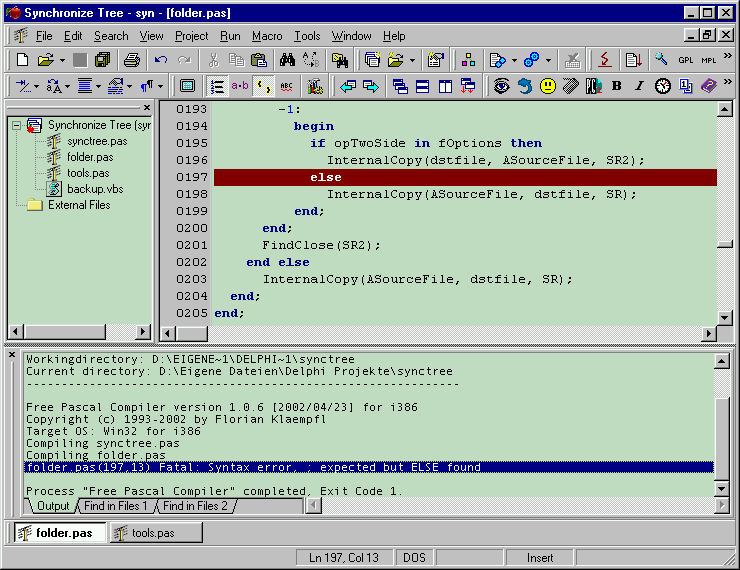 Synchronize Tree - syn - [folder.pas]
File Edit Search View Project Run Macro Tools Window Help
GPL MPL »
a·b ABC B I »
Synchronize Tree (syr
synctree.pas
folder.pas
tools.pas
backup.vbs
External Files
0193 -1:
0194 begin
0195 if opTwoSide in fOptions then
0196 InternalCopy(dstfile, ASourceFile, SR2);
0197 else
0198 InternalCopy(ASourceFile, dstfile, SR);
0199 end;
0200 end;
0201 FindClose(SR2);
0202 end else
0203 InternalCopy(ASourceFile, dstfile, SR);
0204 end;
0205 end;
Workingdirectory: D:\EIGENE~1\DELPHI~1\synctree
Current directory: D:\Eigene Dateien\Delphi Projekte\synctree
----------------------------------------------------------------
Free Pascal Compiler version 1.0.6 [2002/04/23] for i386
Copyright (c) 1993-2002 by Florian Klaempfl
Target OS: Win32 for i386
Compiling synctree.pas
Compiling folder.pas
folder.pas(197,13) Fatal: Syntax error, ; expected but ELSE found
Process "Free Pascal Compiler" completed, Exit Code 1.
Output Find in Files 1 Find in Files 2
folder.pas tools.pas
Ln 197, Col 13 DOS Insert